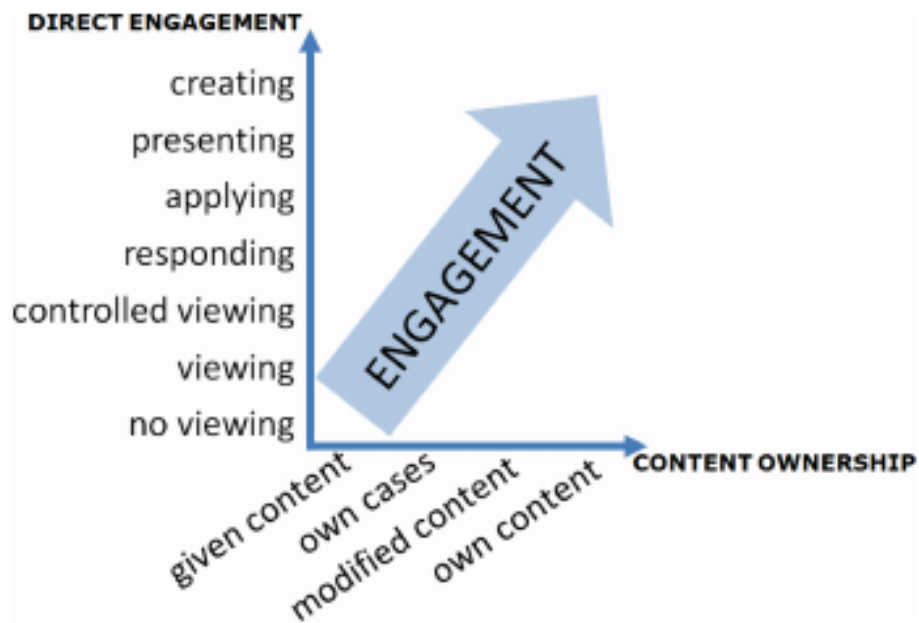 DIRECT ENGAGEMENT
creating
presenting
applying
responding
controlled viewing
viewing
no viewing
ENGAGEMENT
CONTENT OWNERSHIP
given content
own cases
modified content
own content